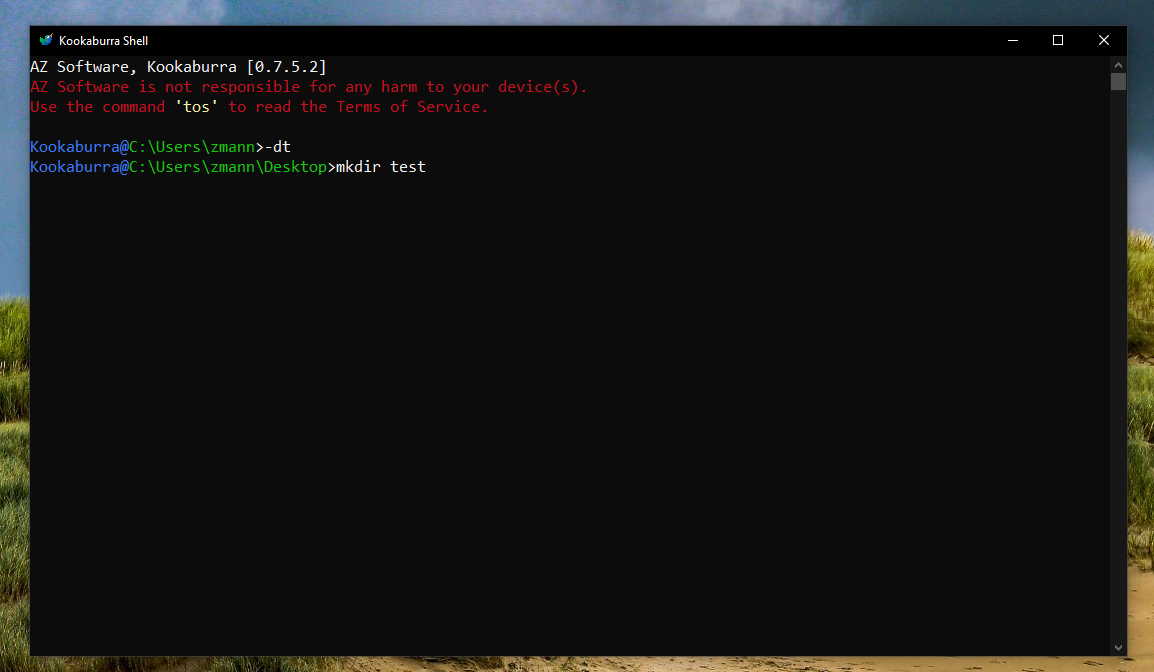 Kookaburra Shell
AZ Software, Kookaburra [0.7.5.2]
AZ Software is not responsible for any harm to your device(s).
Use the command 'tos' to read the Terms of Service.
Kookaburra@C:\Users\zmann>-dt
Kookaburra@C:\Users\zmann\Desktop>mkdir test